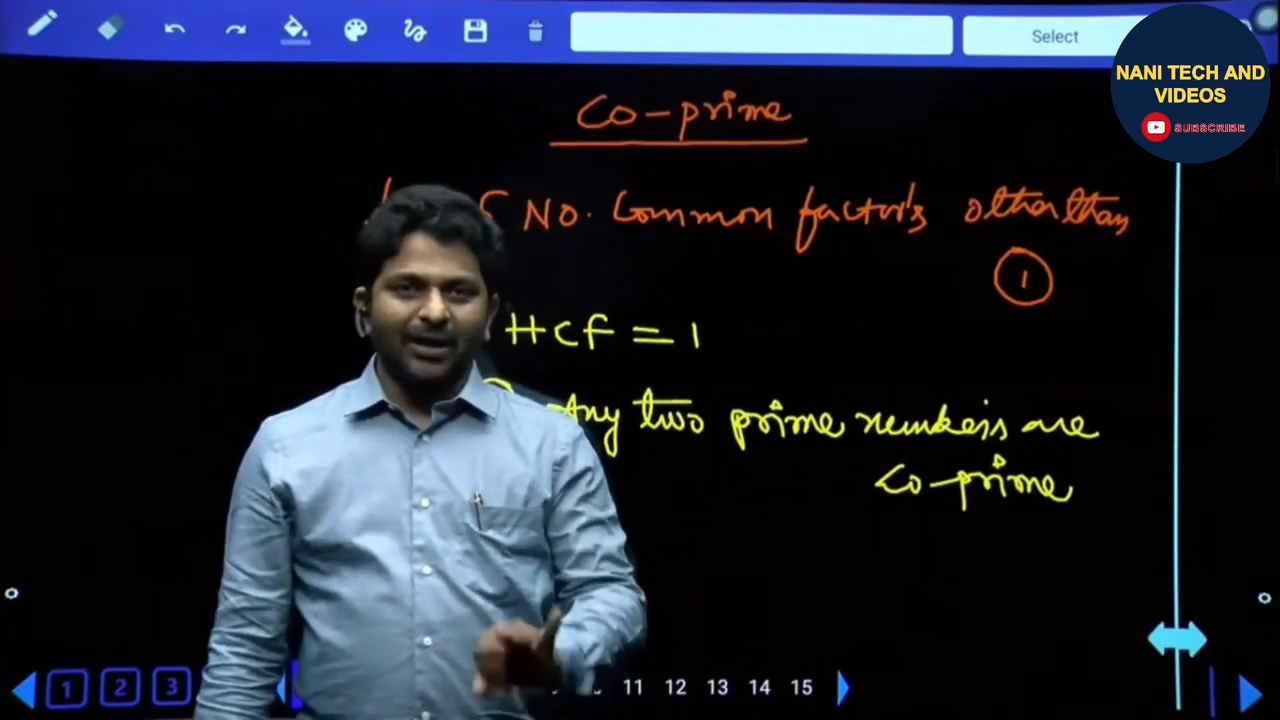 Select
NANI TECH AND
VIDEOS
SUBSCRIBE
Co-prime
No. Common factor's other than
1
HCF = 1
Any two prime numbers are
Co-prime
1 2 3 11 12 13 14 15